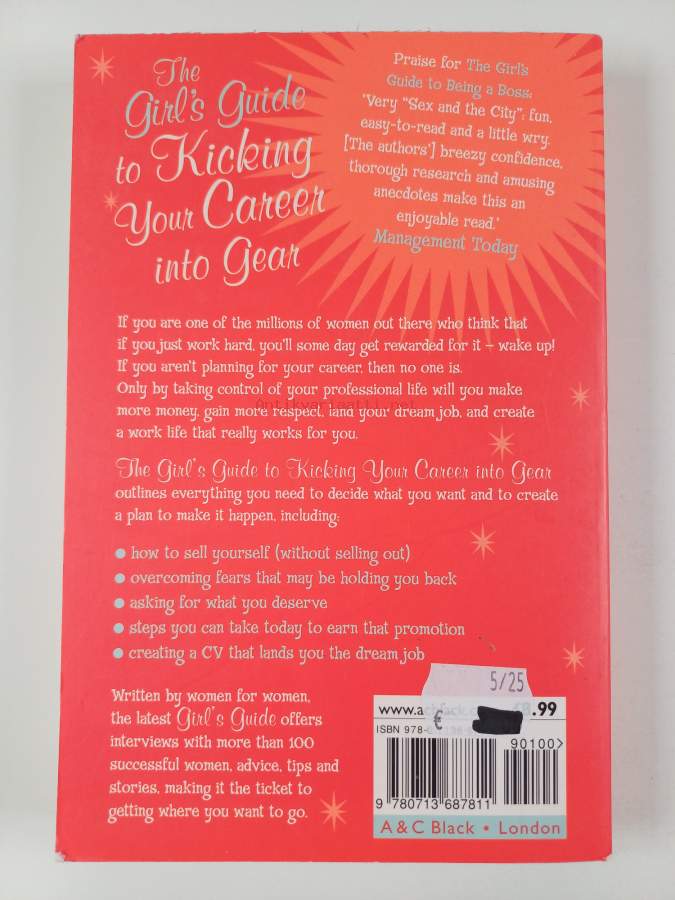 The
Girl's Guide
to Kicking
Your Career
into Gear
Praise for The Girl's
Guide to Being a Boss:
'Very "Sex and the City"; fun,
easy-to-read and a little wry.
[The authors'] breezy confidence,
thorough research and amusing
anecdotes make this an
enjoyable read.'
Management Today
If you are one of the millions of women out there who think that
if you just work hard, you'll some day get rewarded for it – wake up!
If you aren't planning for your career, then no one is.
Only by taking control of your professional life will you make
more money, gain more respect, land your dream job, and create
a work life that really works for you.
Antikvariaatti.net
The Girl's Guide to Kicking Your Career into Gear
outlines everything you need to decide what you want and to create
a plan to make it happen, including:
• how to sell yourself (without selling out)
• overcoming fears that may be holding you back
• asking for what you deserve
• steps you can take today to earn that promotion
• creating a CV that lands you the dream job
Written by women for women,
the latest Girl's Guide offers
interviews with more than 100
successful women, advice, tips and
stories, making it the ticket to
getting where you want to go.
5/25
€
www.acblack.c £8.99
ISBN 978-
90100>
9 780713 687811
A & C Black • London